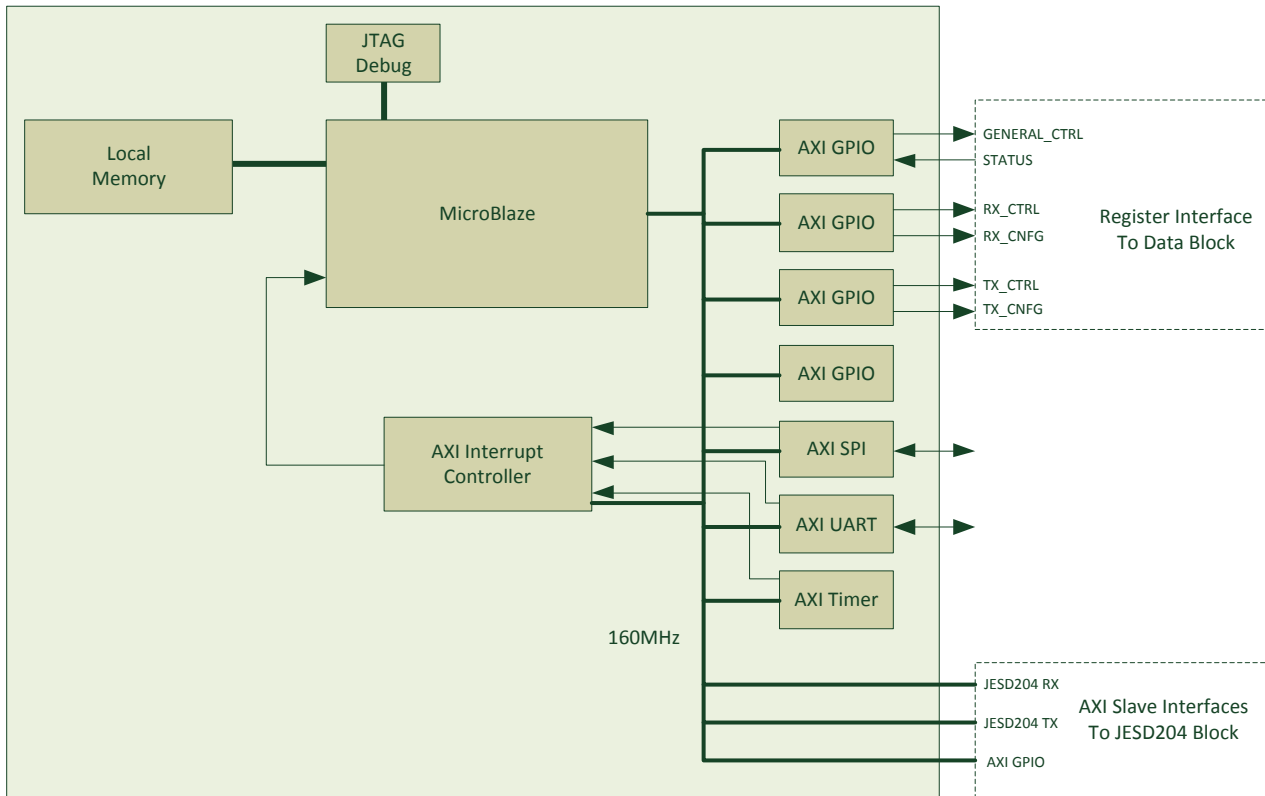 JTAG
Debug
Local
Memory
MicroBlaze
AXI GPIO
GENERAL_CTRL
STATUS
AXI GPIO
RX_CTRL
RX_CNFG
Register Interface
To Data Block
AXI GPIO
TX_CTRL
TX_CNFG
AXI GPIO
AXI Interrupt
Controller
AXI SPI
AXI UART
AXI Timer
160MHz
JESD204 RX
JESD204 TX
AXI GPIO
AXI Slave Interfaces
To JESD204 Block